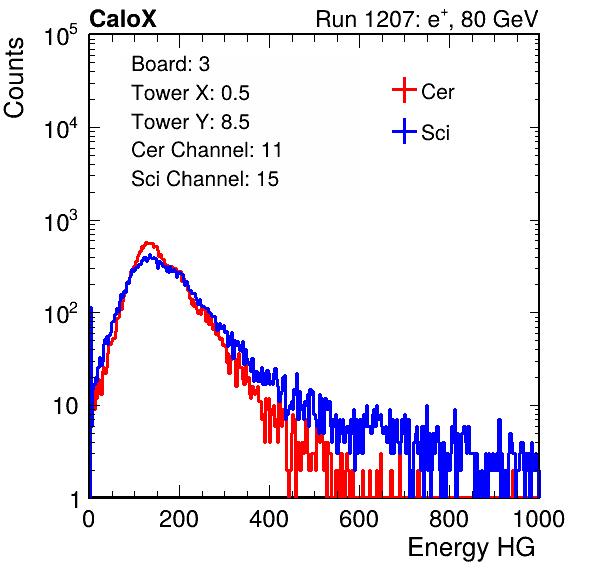 CaloX Run 1207: e⁺, 80 GeV
Counts
Board: 3
Tower X: 0.5
Tower Y: 8.5
Cer Channel: 11
Sci Channel: 15
Cer
Sci
10⁵
10⁴
10³
10²
10
1
0 200 400 600 800 1000
Energy HG